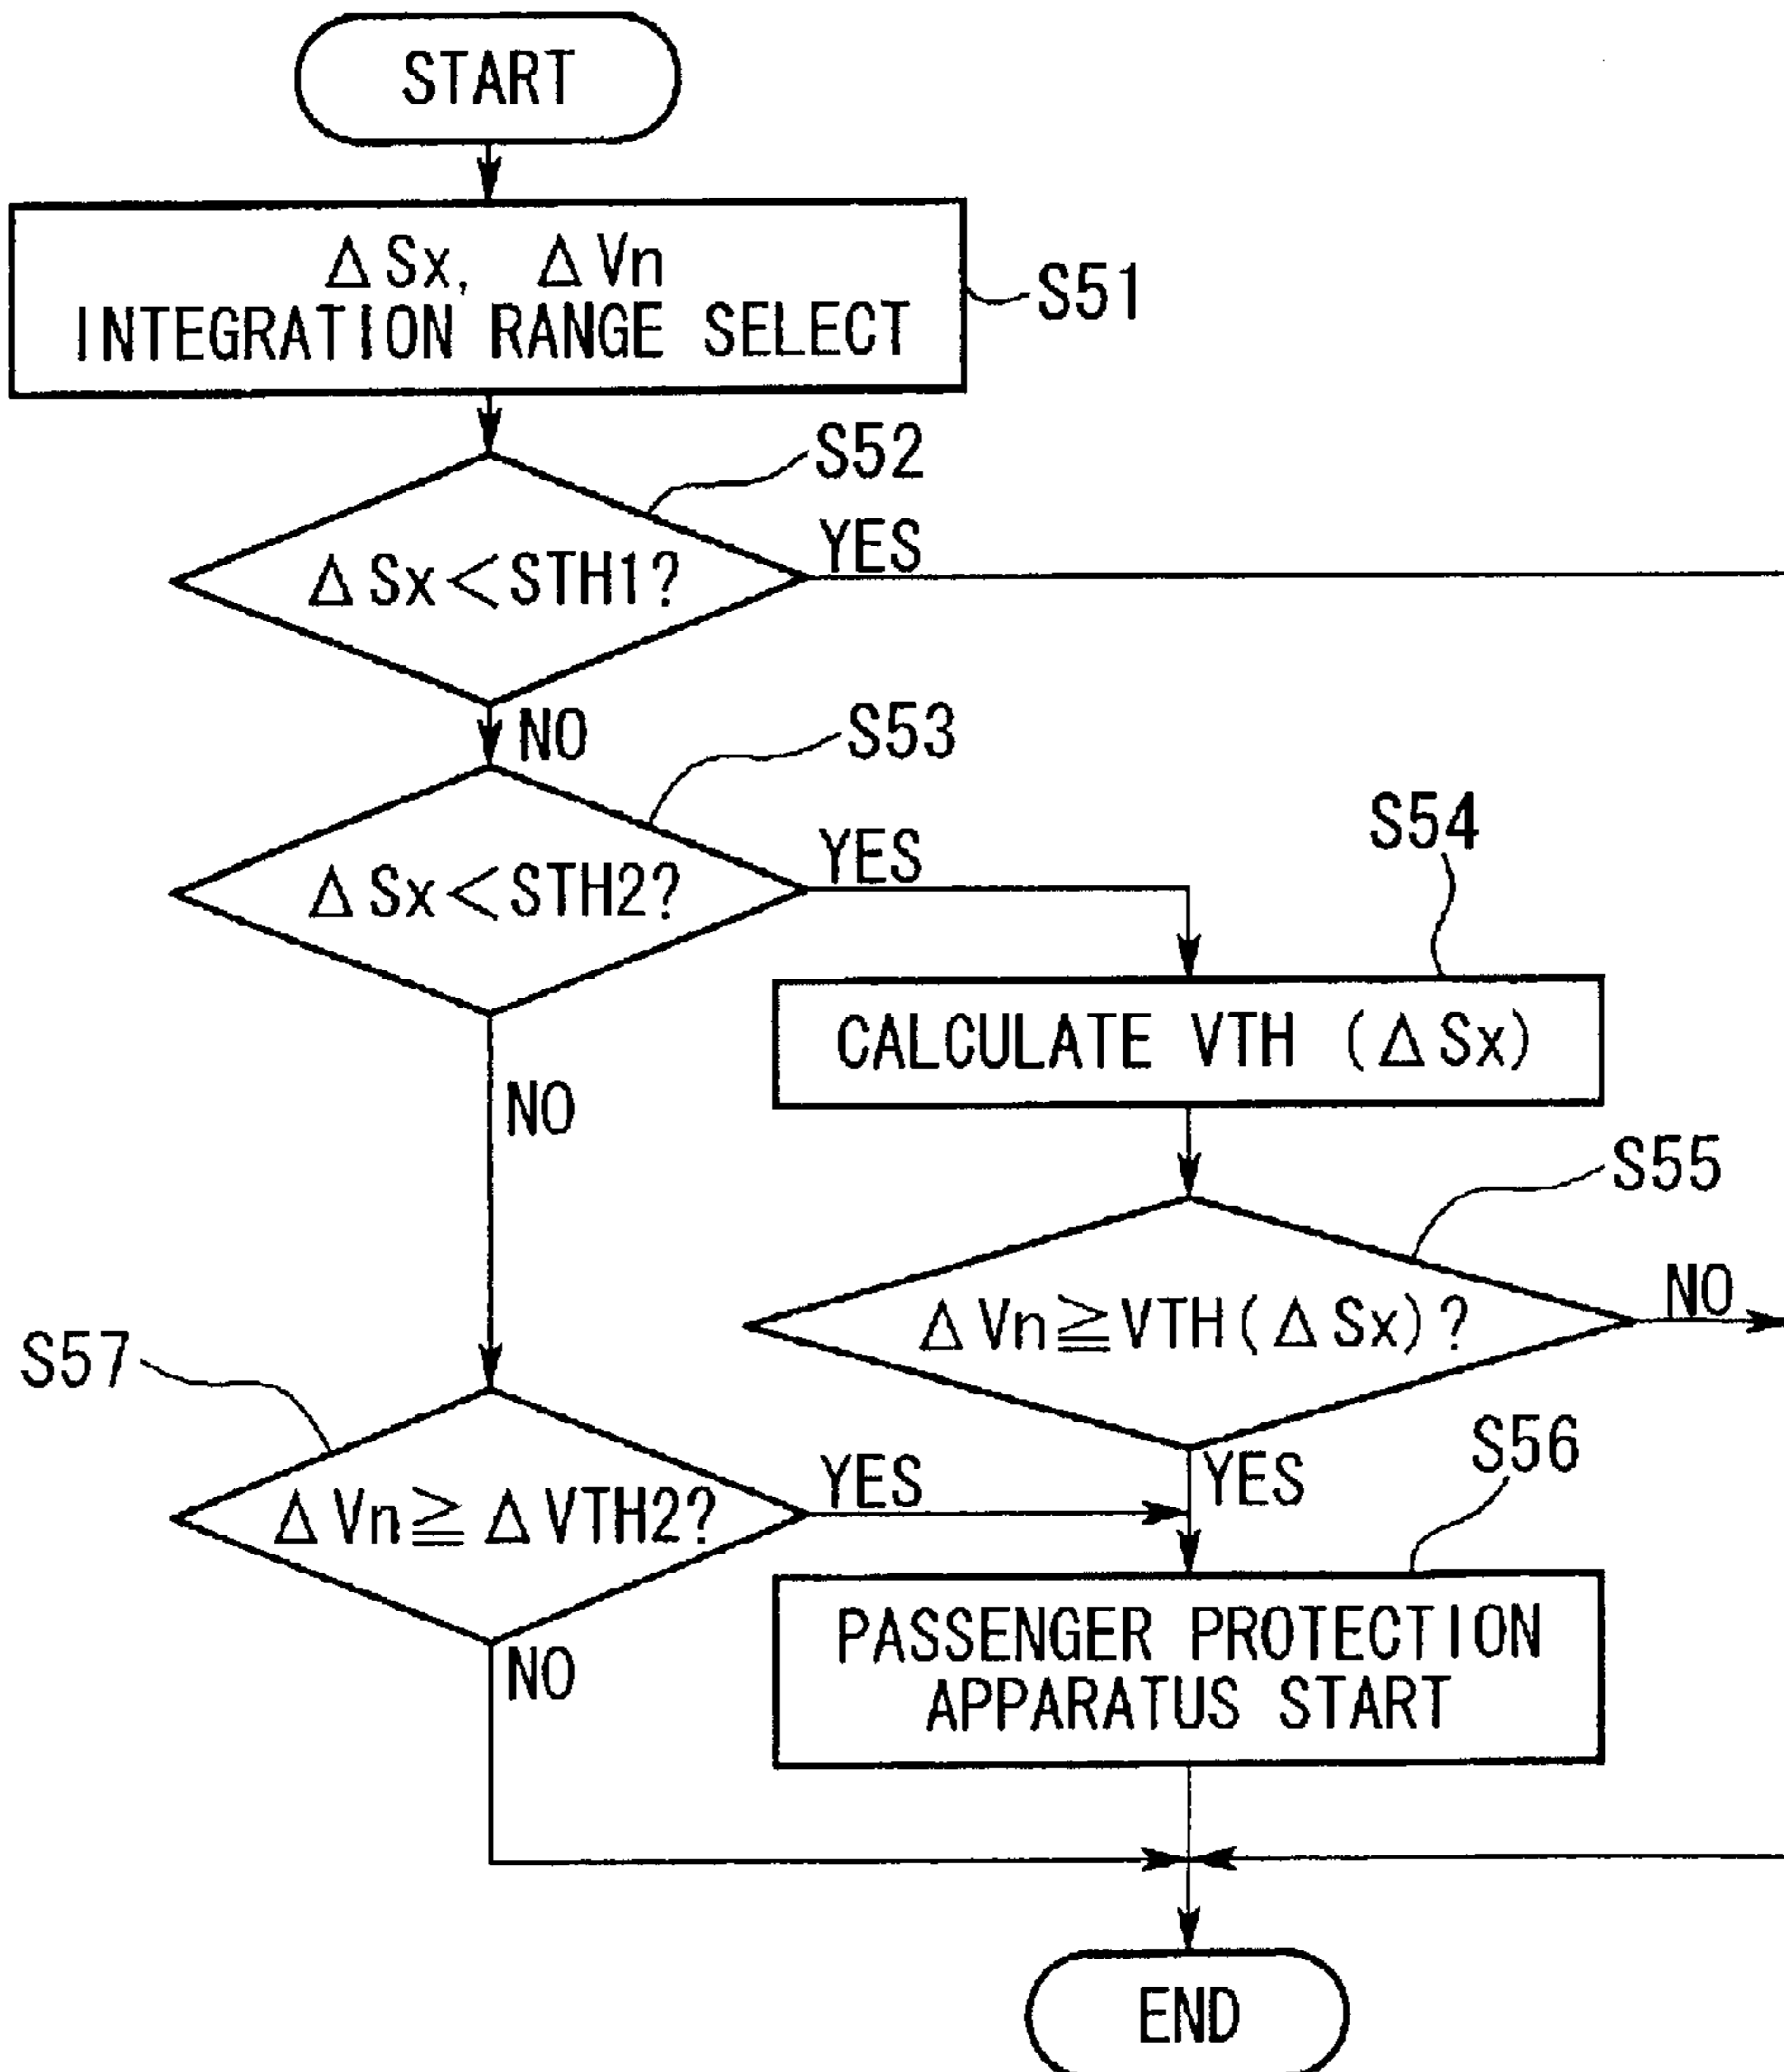 START
ΔSx, ΔVn
INTEGRATION RANGE SELECT
S51
S52
ΔSx<STH1?
YES
NO
S53
ΔSx<STH2?
YES
NO
S54
CALCULATE VTH (ΔSx)
S55
ΔVn≧VTH(ΔSx)?
NO
YES
S57
ΔVn≧ΔVTH2?
YES
NO
S56
PASSENGER PROTECTION
APPARATUS START
END